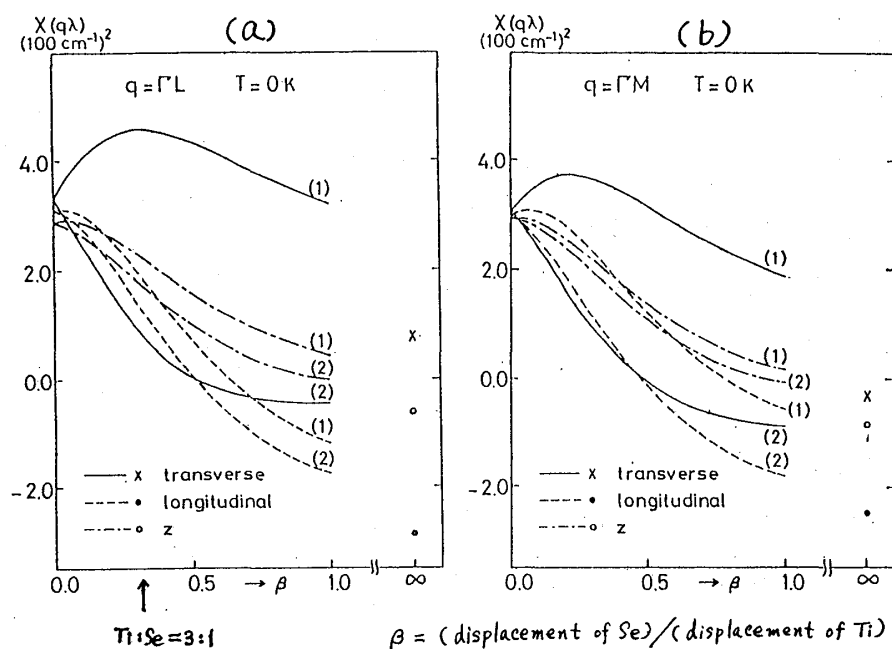 (a)
χ(qλ)
(100 cm⁻¹)²
q = ΓL T = 0 K
4.0
2.0
0.0
-2.0
(1)
(1)
(2)
(2)
(1)
(2)
x transverse
• longitudinal
o z
0.0 0.5 → β 1.0 ∞
Ti:Se=3:1
(b)
χ(qλ)
(100 cm⁻¹)²
q = ΓM T = 0 K
4.0
2.0
0.0
-2.0
(1)
(1)
(2)
(1)
(2)
(2)
x transverse
• longitudinal
o z
0.0 0.5 → β 1.0 ∞
β = (displacement of Se)/(displacement of Ti)